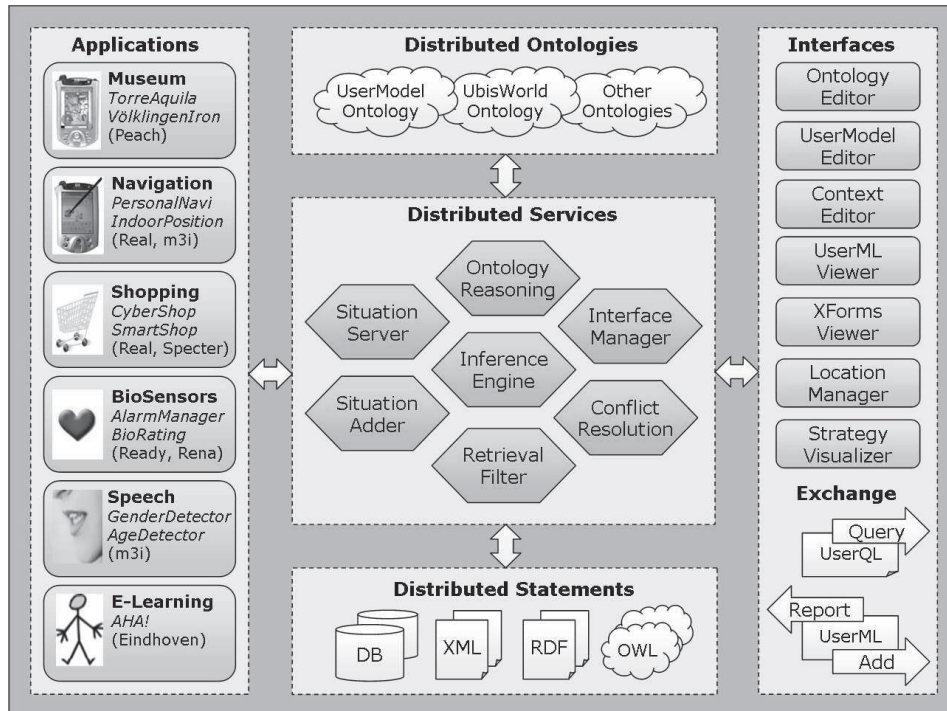 Applications
Museum
TorreAquila
VölklingenIron
(Peach)
Navigation
PersonalNavi
IndoorPosition
(Real, m3i)
Shopping
CyberShop
SmartShop
(Real, Specter)
BioSensors
AlarmManager
BioRating
(Ready, Rena)
Speech
GenderDetector
AgeDetector
(m3i)
E-Learning
AHA!
(Eindhoven)
Distributed Ontologies
UserModel
Ontology
UbisWorld
Ontology
Other
Ontologies
Distributed Services
Ontology
Reasoning
Situation
Server
Interface
Manager
Inference
Engine
Situation
Adder
Conflict
Resolution
Retrieval
Filter
Distributed Statements
DB
XML
RDF
OWL
Interfaces
Ontology
Editor
UserModel
Editor
Context
Editor
UserML
Viewer
XForms
Viewer
Location
Manager
Strategy
Visualizer
Exchange
Query
UserQL
Report
UserML
Add